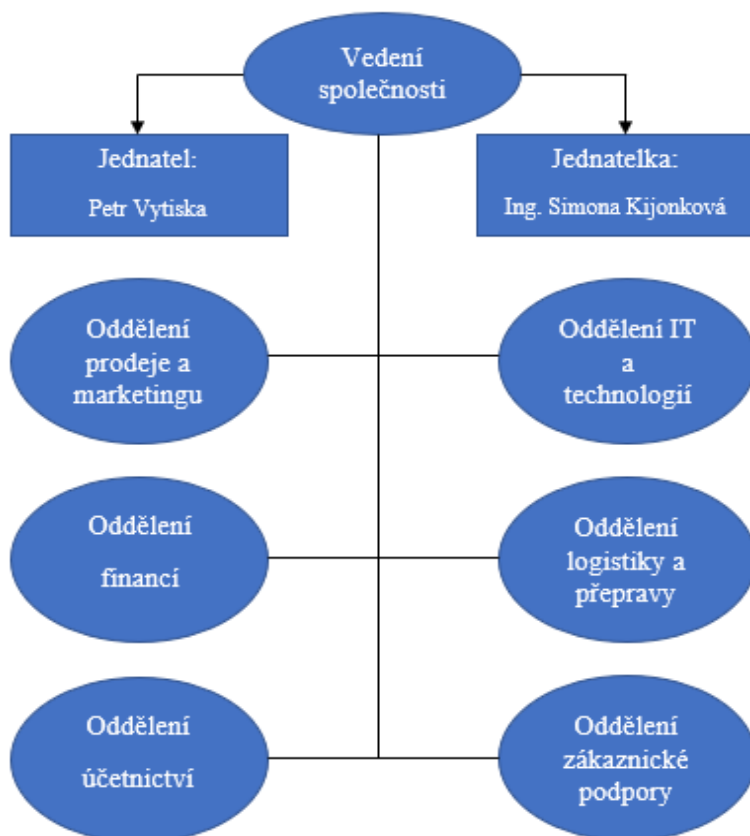 Vedení
společnosti
Jednatel:
Petr Vytiska
Jednatelka:
Ing. Simona Kijonková
Oddělení
prodeje a
marketingu
Oddělení IT
a
technologií
Oddělení
financí
Oddělení
logistiky a
přepravy
Oddělení
účetnictví
Oddělení
zákaznické
podpory